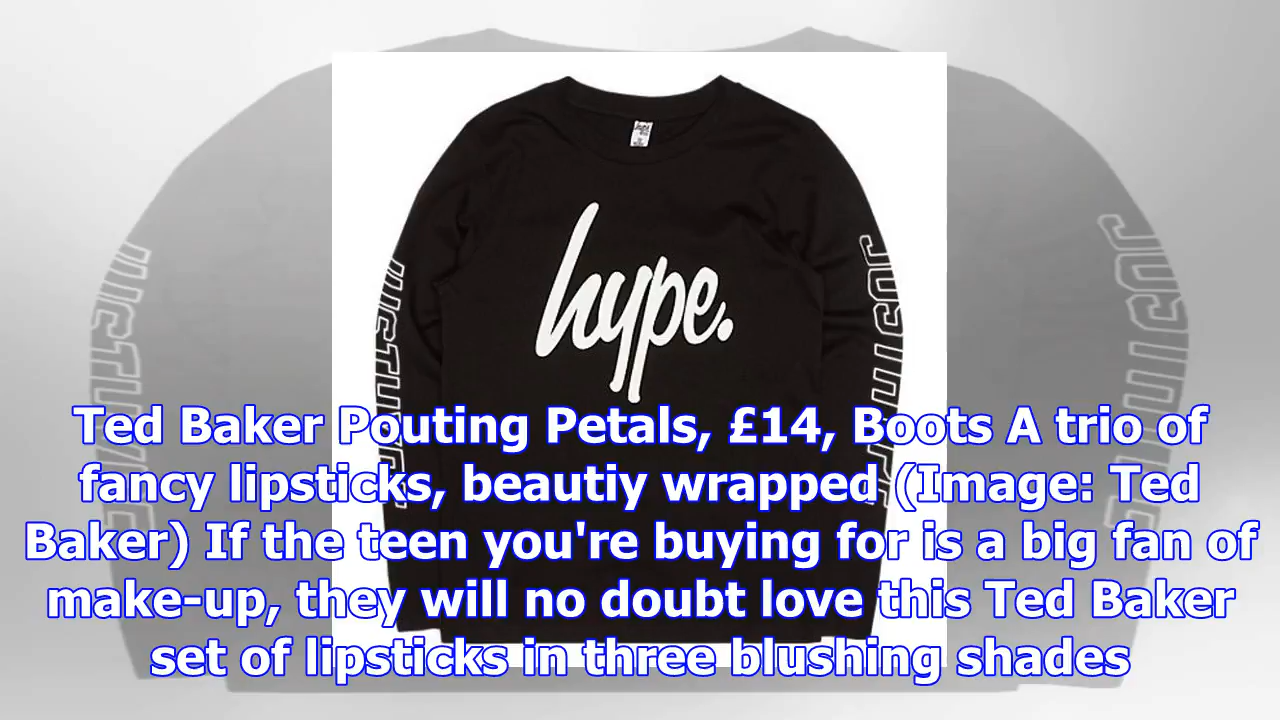 hype.
JUSTHYPE
Ted Baker Pouting Petals, £14, Boots A trio of
fancy lipsticks, beautiy wrapped (Image: Ted
Baker) If the teen you're buying for is a big fan of
make-up, they will no doubt love this Ted Baker
set of lipsticks in three blushing shades